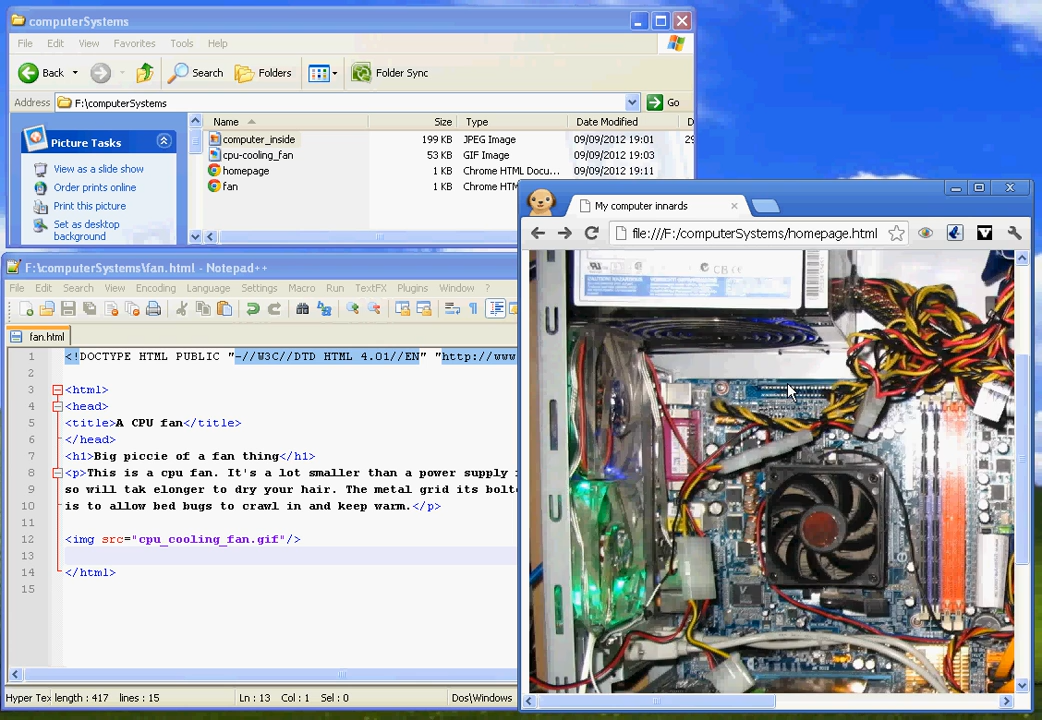 computerSystems
File Edit View Favorites Tools Help
Back Search Folders Folder Sync
Address F:\computerSystems Go
Name Size Type Date Modified D
Picture Tasks
View as a slide show
Order prints online
Print this picture
Set as desktop
background
computer_inside 199 KB JPEG Image 09/09/2012 19:01 29
cpu-cooling_fan 53 KB GIF Image 09/09/2012 19:03
homepage 1 KB Chrome HTML Docu... 09/09/2012 19:11
fan 1 KB Chrome HTML
F:\computerSystems\fan.html - Notepad++
File Edit Search View Encoding Language Settings Macro Run TextFX Plugins Window ?
fan.html
1 <!DOCTYPE HTML PUBLIC "-//W3C//DTD HTML 4.01//EN" "http://www
2
3 <html>
4 <head>
5 <title>A CPU fan</title>
6 </head>
7 <h1>Big piccie of a fan thing</h1>
8 <p>This is a cpu fan. It's a lot smaller than a power supply
9 so will tak elonger to dry your hair. The metal grid its bolt
10 is to allow bed bugs to crawl in and keep warm.</p>
11
12 <img src="cpu_cooling_fan.gif"/>
13
14 </html>
15
Hyper Tex length : 417 lines : 15 Ln : 13 Col : 1 Sel : 0 Dos\Windows
My computer innards
file:///F:/computerSystems/homepage.html